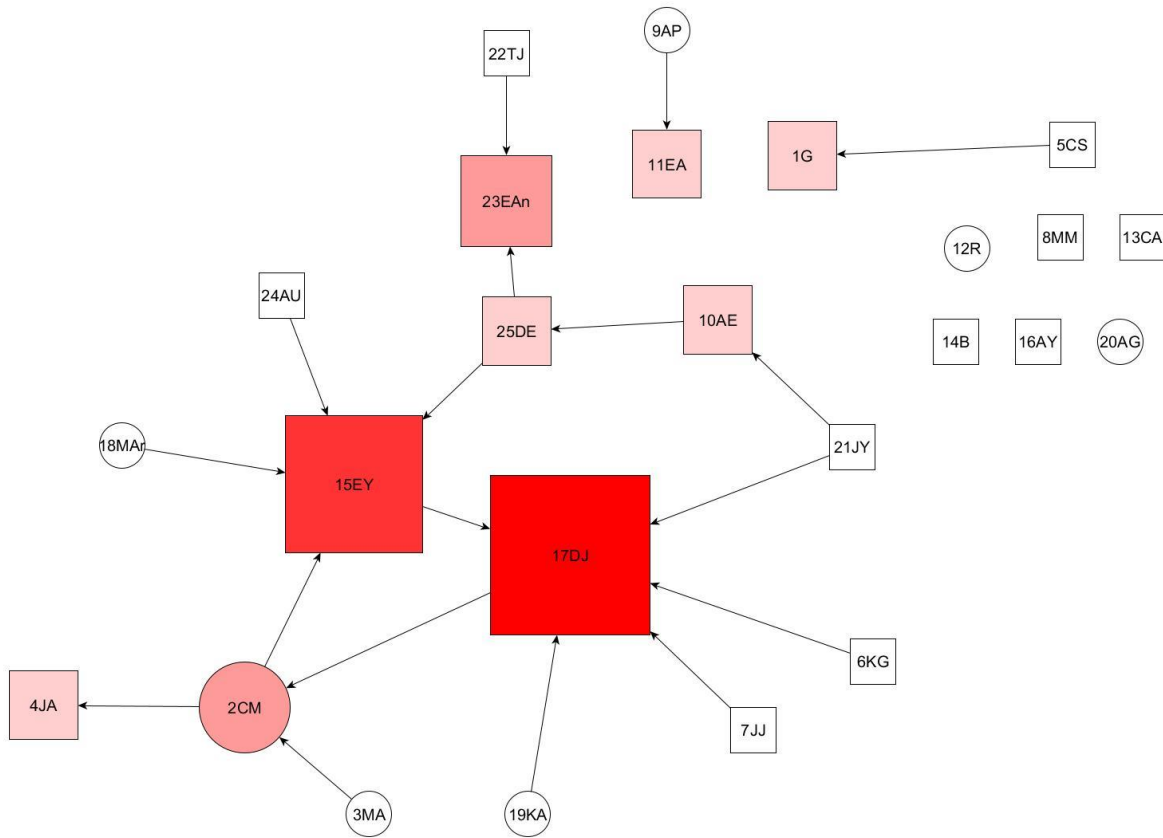 9AP
22TJ
11EA
1G
5CS
23EAn
12R
8MM
13CA
24AU
25DE
10AE
14B
16AY
20AG
18MAr
21JY
15EY
17DJ
6KG
4JA
2CM
7JJ
3MA
19KA